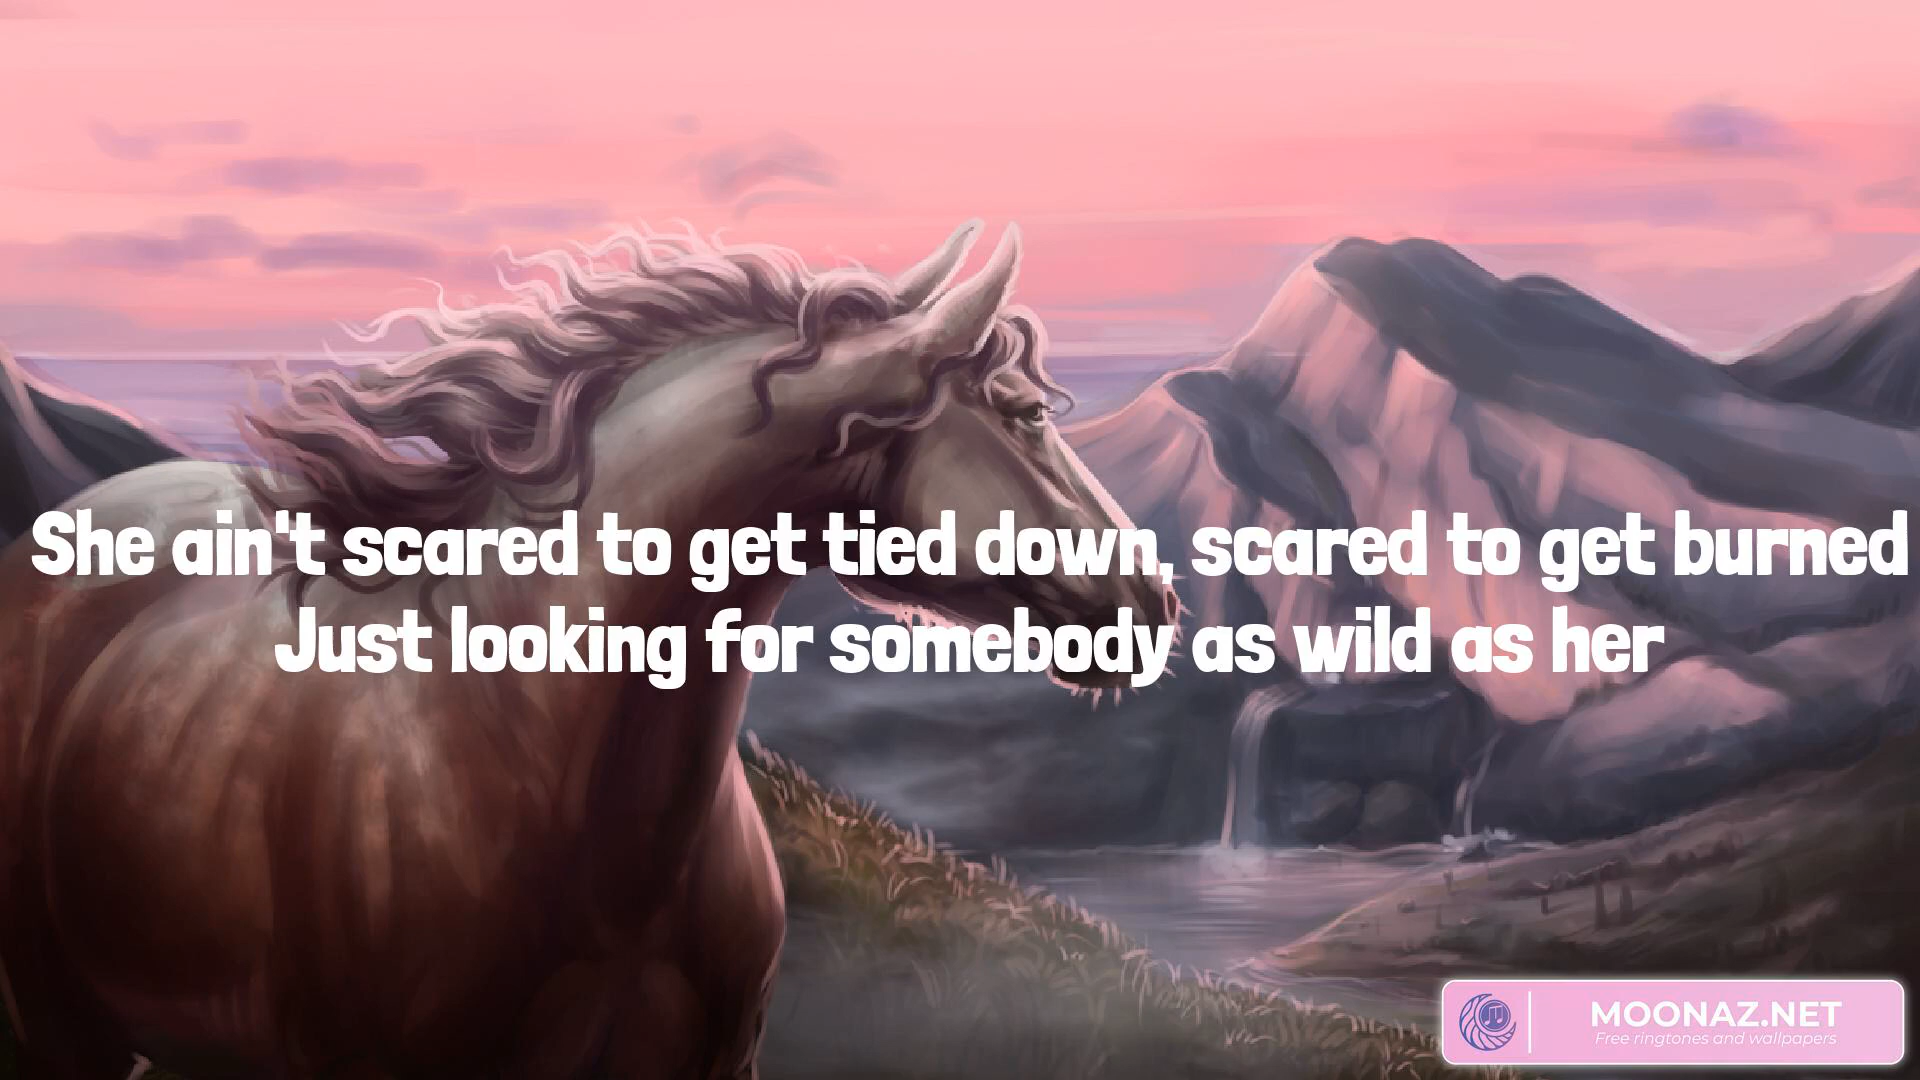 She ain't scared to get tied down, scared to get burned
Just looking for somebody as wild as her
MOONAZ.NET
Free ringtones and wallpapers